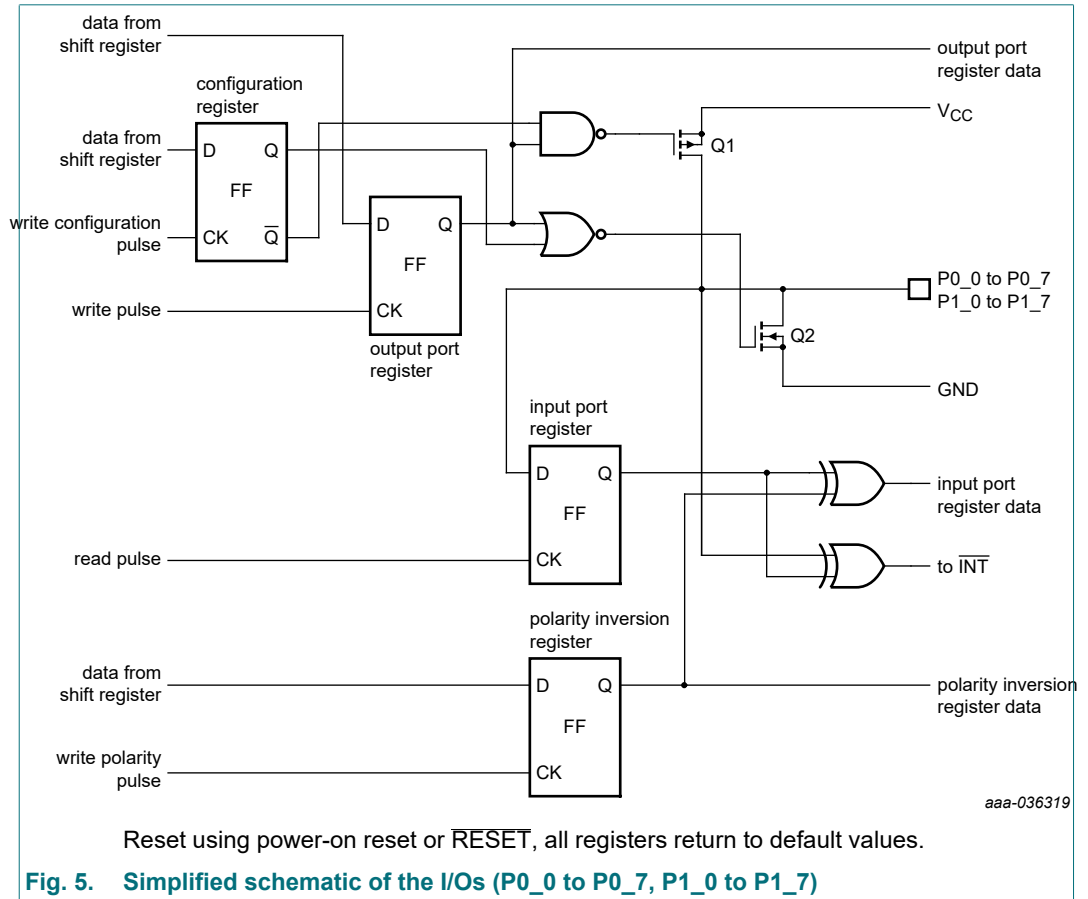 data from
shift register
output port
register data
configuration
register
V_CC
data from
shift register
D
Q
FF
Q1
write configuration
pulse
CK
Q̅
D
Q
FF
P0_0 to P0_7
P1_0 to P1_7
write pulse
CK
Q2
output port
register
GND
input port
register
D
Q
FF
input port
register data
read pulse
CK
to I̅N̅T̅
polarity inversion
register
data from
shift register
D
Q
FF
polarity inversion
register data
write polarity
pulse
CK
aaa-036319
Reset using power-on reset or R̅E̅S̅E̅T̅, all registers return to default values.
Fig. 5. Simplified schematic of the I/Os (P0_0 to P0_7, P1_0 to P1_7)